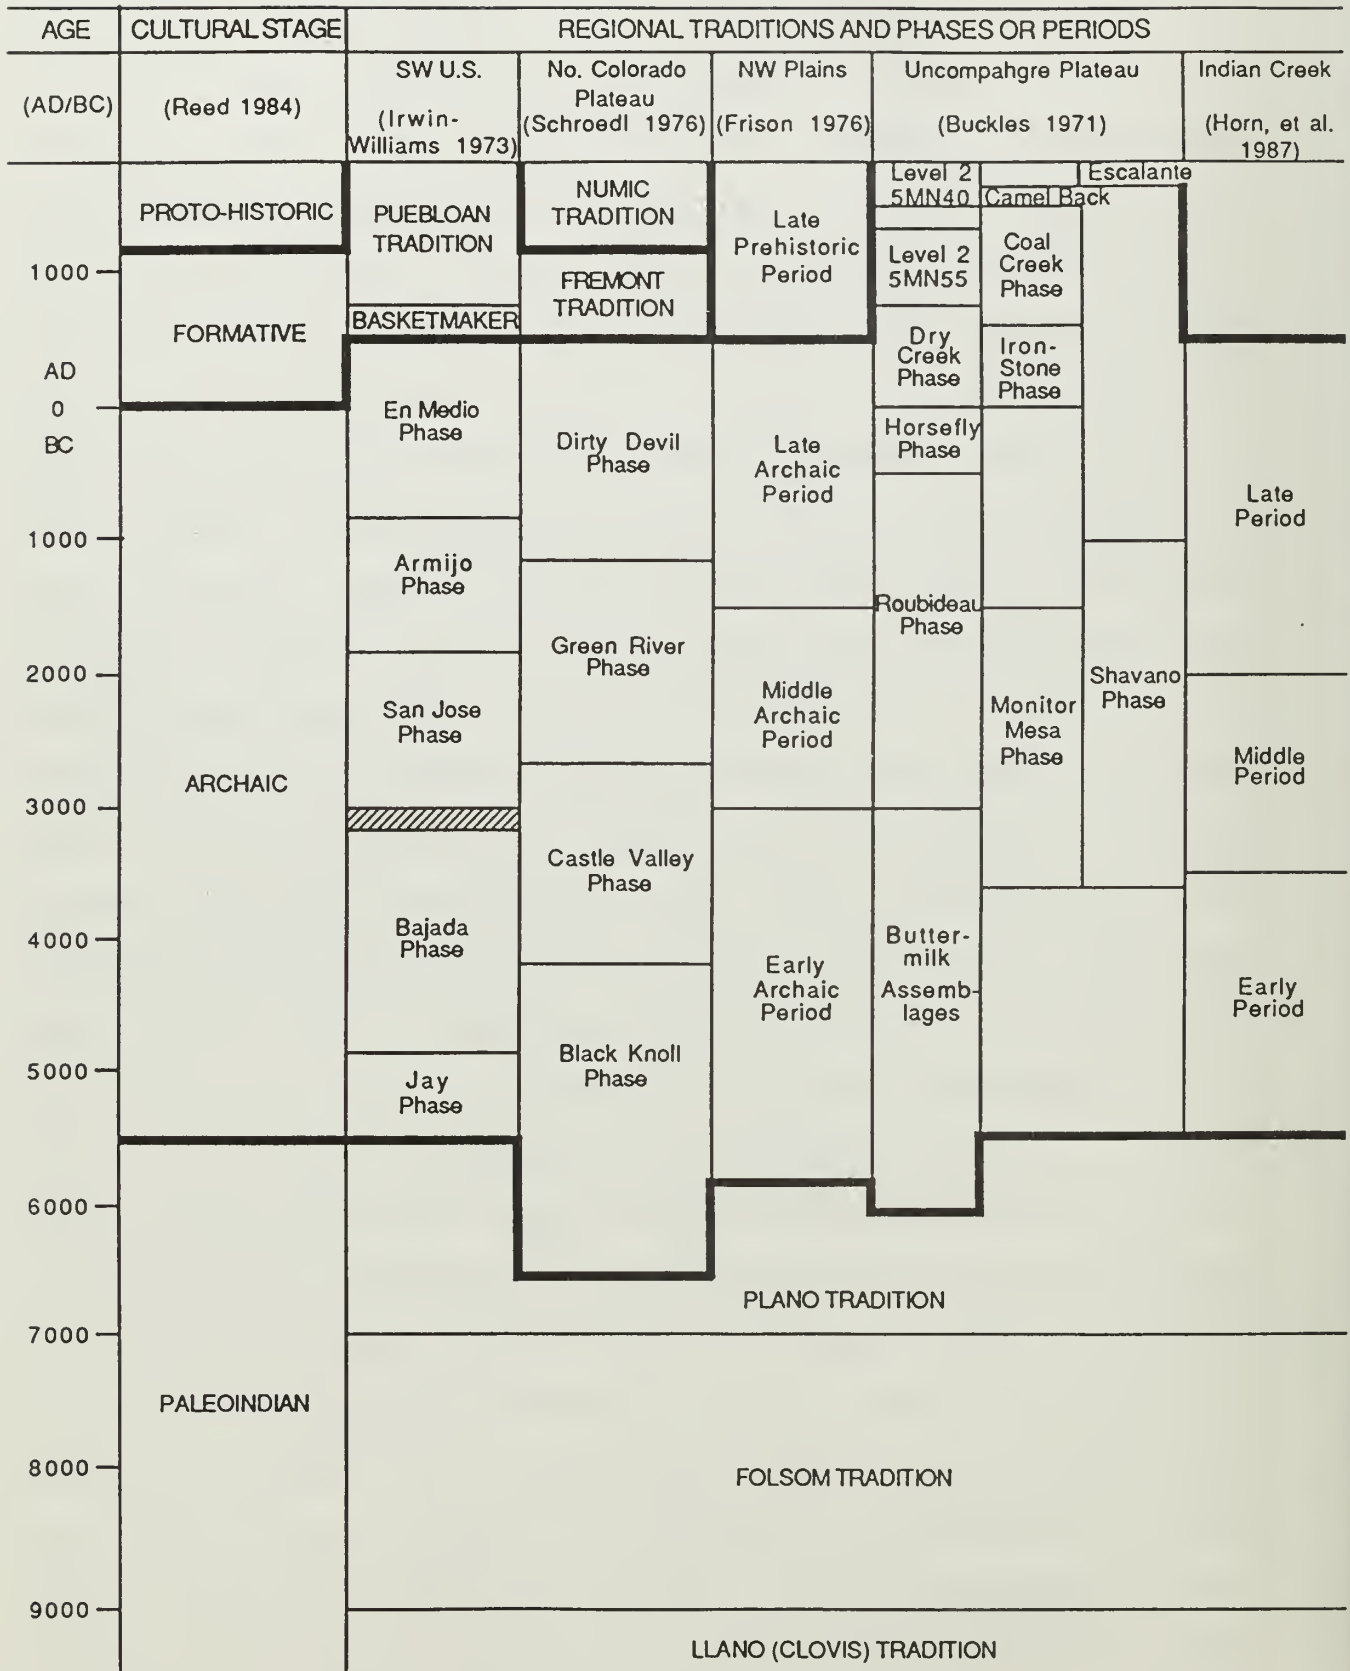 AGE
CULTURAL STAGE
REGIONAL TRADITIONS AND PHASES OR PERIODS
(AD/BC)
(Reed 1984)
SW U.S.
(Irwin-
Williams 1973)
No. Colorado
Plateau
(Schroedl 1976)
NW Plains
(Frison 1976)
Uncompahgre Plateau
(Buckles 1971)
Indian Creek
(Horn, et al.
1987)
1000
AD
0
BC
1000
2000
3000
4000
5000
6000
7000
8000
9000
PROTO-HISTORIC
FORMATIVE
ARCHAIC
PALEOINDIAN
PUEBLOAN
TRADITION
BASKETMAKER
En Medio
Phase
Armijo
Phase
San Jose
Phase
Bajada
Phase
Jay
Phase
NUMIC
TRADITION
FREMONT
TRADITION
Dirty Devil
Phase
Green River
Phase
Castle Valley
Phase
Black Knoll
Phase
Late
Prehistoric
Period
Late
Archaic
Period
Middle
Archaic
Period
Early
Archaic
Period
Level 2
5MN40
Level 2
5MN55
Dry
Creek
Phase
Horsefly
Phase
Roubideau
Phase
Butter-
milk
Assemb-
lages
Camel Back
Coal
Creek
Phase
Iron-
Stone
Phase
Monitor
Mesa
Phase
Escalante
Shavano
Phase
Late
Period
Middle
Period
Early
Period
PLANO TRADITION
FOLSOM TRADITION
LLANO (CLOVIS) TRADITION